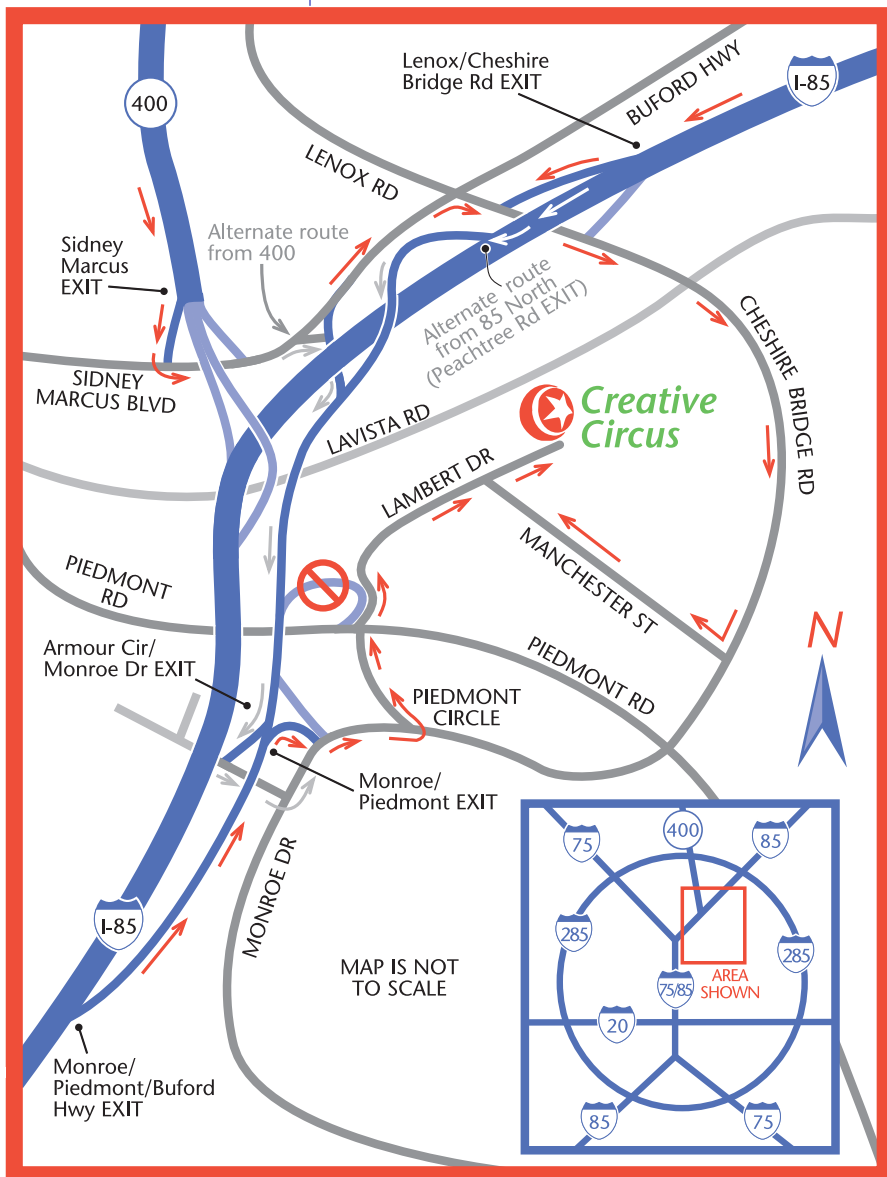 Lenox/Cheshire
Bridge Rd EXIT
BUFORD HWY
I-85
400
LENOX RD
Sidney
Marcus
EXIT
Alternate route
from 400
Alternate route
from 85 North
(Peachtree Rd EXIT)
SIDNEY
MARCUS BLVD
CHESHIRE BRIDGE RD
LAVISTA RD
Creative
Circus
LAMBERT DR
MANCHESTER ST
PIEDMONT
RD
Armour Cir/
Monroe Dr EXIT
PIEDMONT RD
PIEDMONT
CIRCLE
N
Monroe/
Piedmont EXIT
MONROE DR
I-85
MAP IS NOT
TO SCALE
Monroe/
Piedmont/Buford
Hwy EXIT
75
400
85
285
285
75/85
AREA
SHOWN
20
85
75